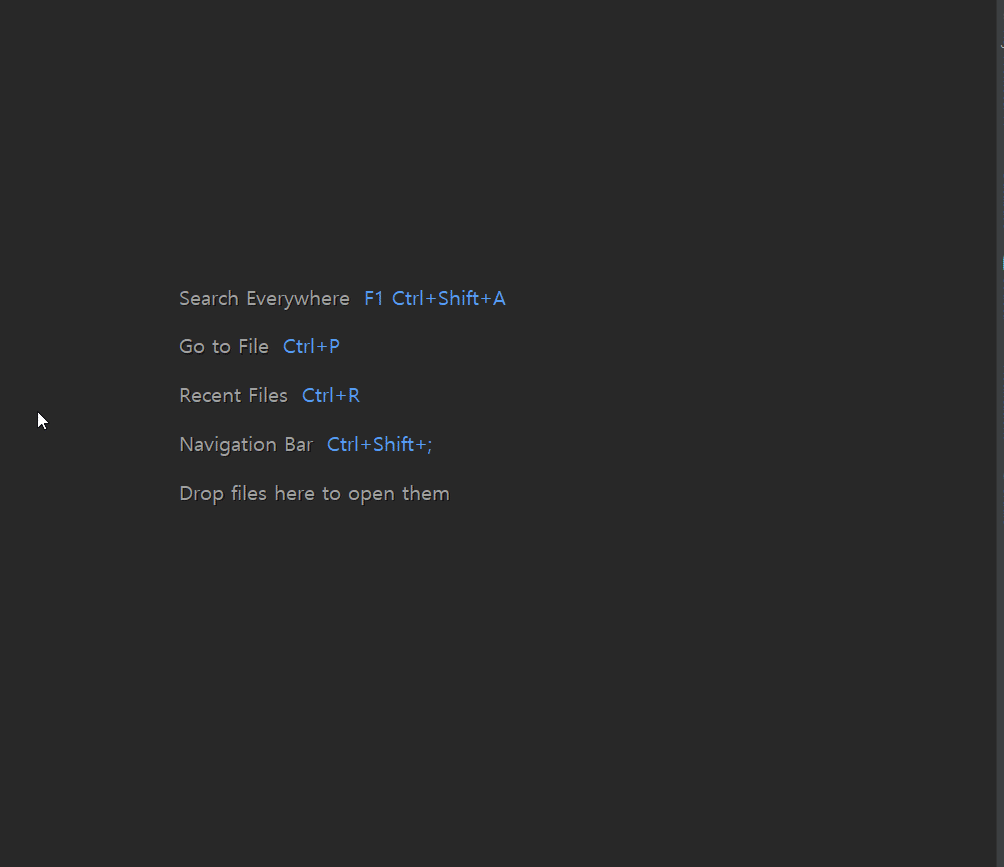 Search Everywhere F1 Ctrl+Shift+A
Go to File Ctrl+P
Recent Files Ctrl+R
Navigation Bar Ctrl+Shift+;
Drop files here to open them